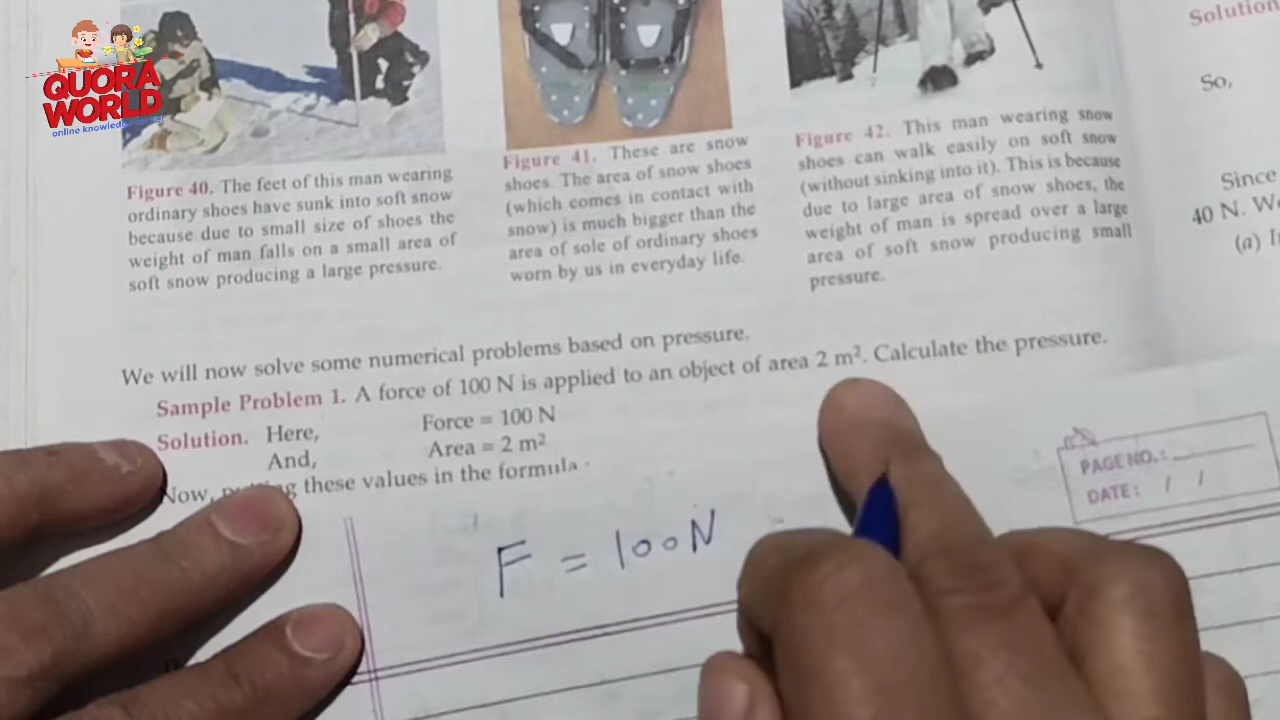 QUORA
WORLD
online knowledge
Figure 40. The feet of this man wearing
ordinary shoes have sunk into soft snow
because due to small size of shoes the
weight of man falls on a small area of
soft snow producing a large pressure.
Figure 41. These are snow
shoes. The area of snow shoes
(which comes in contact with
snow) is much bigger than the
area of sole of ordinary shoes
worn by us in everyday life.
Figure 42. This man wearing snow
shoes can walk easily on soft snow
(without sinking into it). This is because
due to large area of snow shoes, the
weight of man is spread over a large
area of soft snow producing small
pressure.
Solution
So,
Since
40 N. We
(a) I
We will now solve some numerical problems based on pressure.
Sample Problem 1. A force of 100 N is applied to an object of area 2 m². Calculate the pressure.
Solution. Here, Force = 100 N
And, Area = 2 m²
Now, these values in the formula
PAGE NO.:
DATE: / /
F = 100N